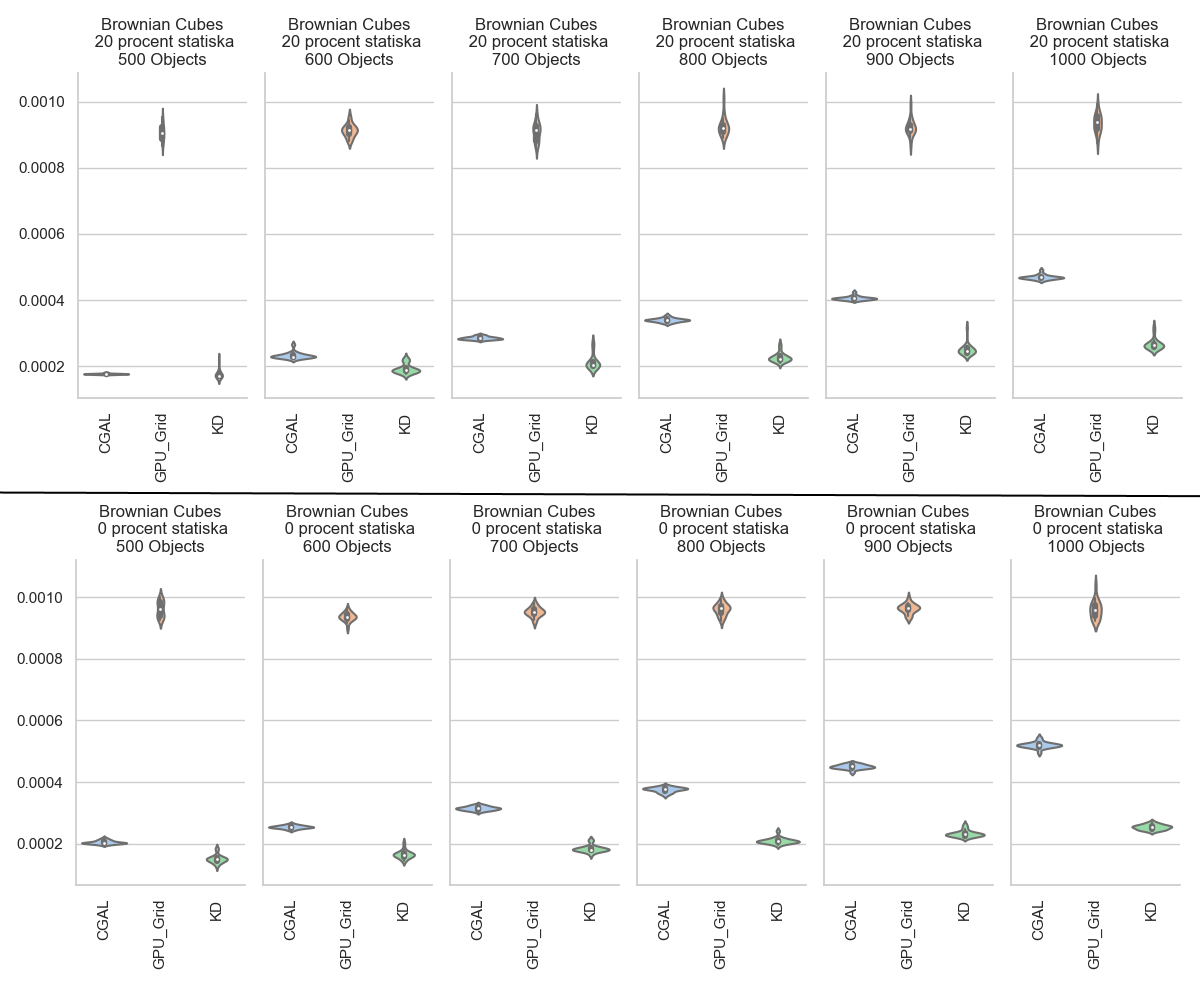 Brownian Cubes
20 procent statiska
500 Objects
Brownian Cubes
20 procent statiska
600 Objects
Brownian Cubes
20 procent statiska
700 Objects
Brownian Cubes
20 procent statiska
800 Objects
Brownian Cubes
20 procent statiska
900 Objects
Brownian Cubes
20 procent statiska
1000 Objects
0.0010
0.0008
0.0006
0.0004
0.0002
CGAL
GPU_Grid
KD
CGAL
GPU_Grid
KD
CGAL
GPU_Grid
KD
CGAL
GPU_Grid
KD
CGAL
GPU_Grid
KD
CGAL
GPU_Grid
KD
Brownian Cubes
0 procent statiska
500 Objects
Brownian Cubes
0 procent statiska
600 Objects
Brownian Cubes
0 procent statiska
700 Objects
Brownian Cubes
0 procent statiska
800 Objects
Brownian Cubes
0 procent statiska
900 Objects
Brownian Cubes
0 procent statiska
1000 Objects
0.0010
0.0008
0.0006
0.0004
0.0002
CGAL
GPU_Grid
KD
CGAL
GPU_Grid
KD
CGAL
GPU_Grid
KD
CGAL
GPU_Grid
KD
CGAL
GPU_Grid
KD
CGAL
GPU_Grid
KD